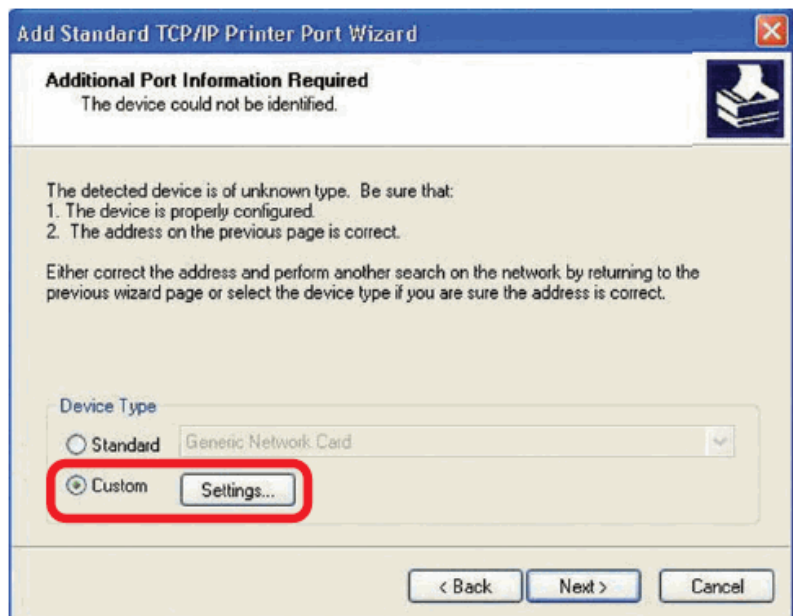 Add Standard TCP/IP Printer Port Wizard
Additional Port Information Required
The device could not be identified.
The detected device is of unknown type. Be sure that:
1. The device is properly configured.
2. The address on the previous page is correct.
Either correct the address and perform another search on the network by returning to the
previous wizard page or select the device type if you are sure the address is correct.
Device Type
Standard Generic Network Card
Custom Settings...
< Back Next > Cancel